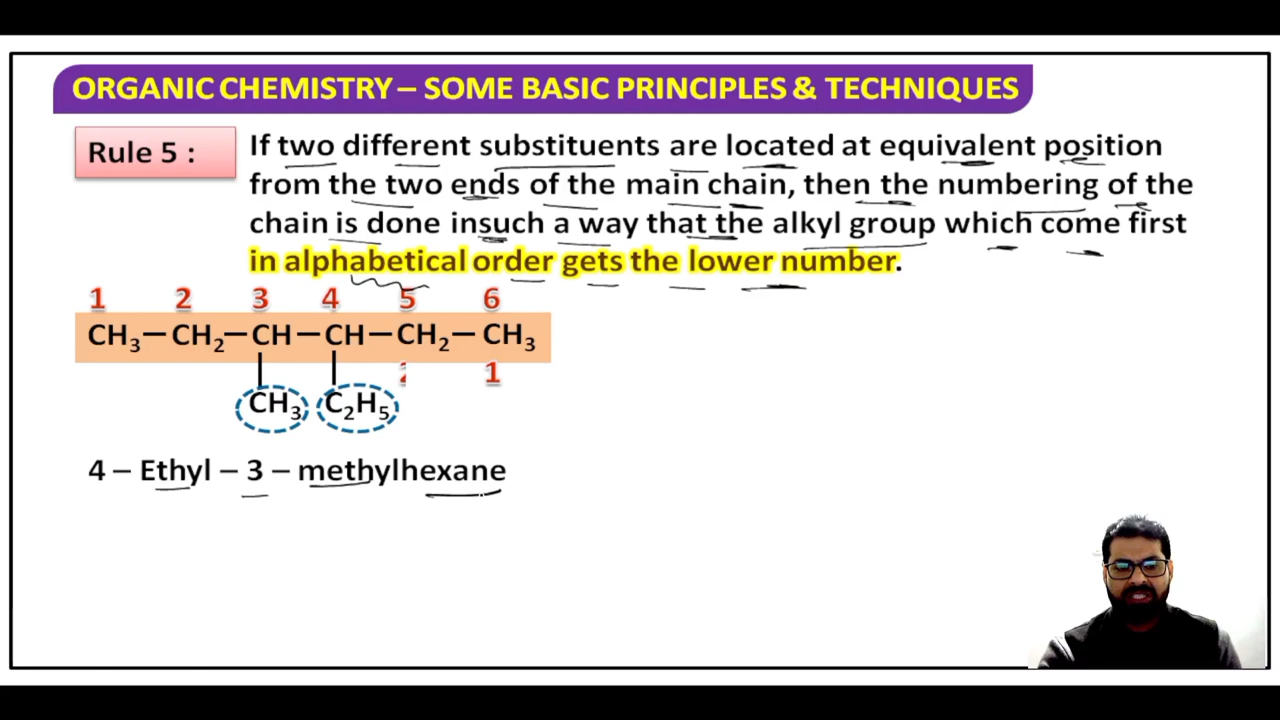 ORGANIC CHEMISTRY – SOME BASIC PRINCIPLES & TECHNIQUES
Rule 5 :
If two different substituents are located at equivalent position
from the two ends of the main chain, then the numbering of the
chain is done insuch a way that the alkyl group which come first
in alphabetical order gets the lower number.
1 2 3 4 5 6
CH₃ – CH₂ – CH – CH – CH₂ – CH₃
1
CH₃ C₂H₅
4 – Ethyl – 3 – methylhexane